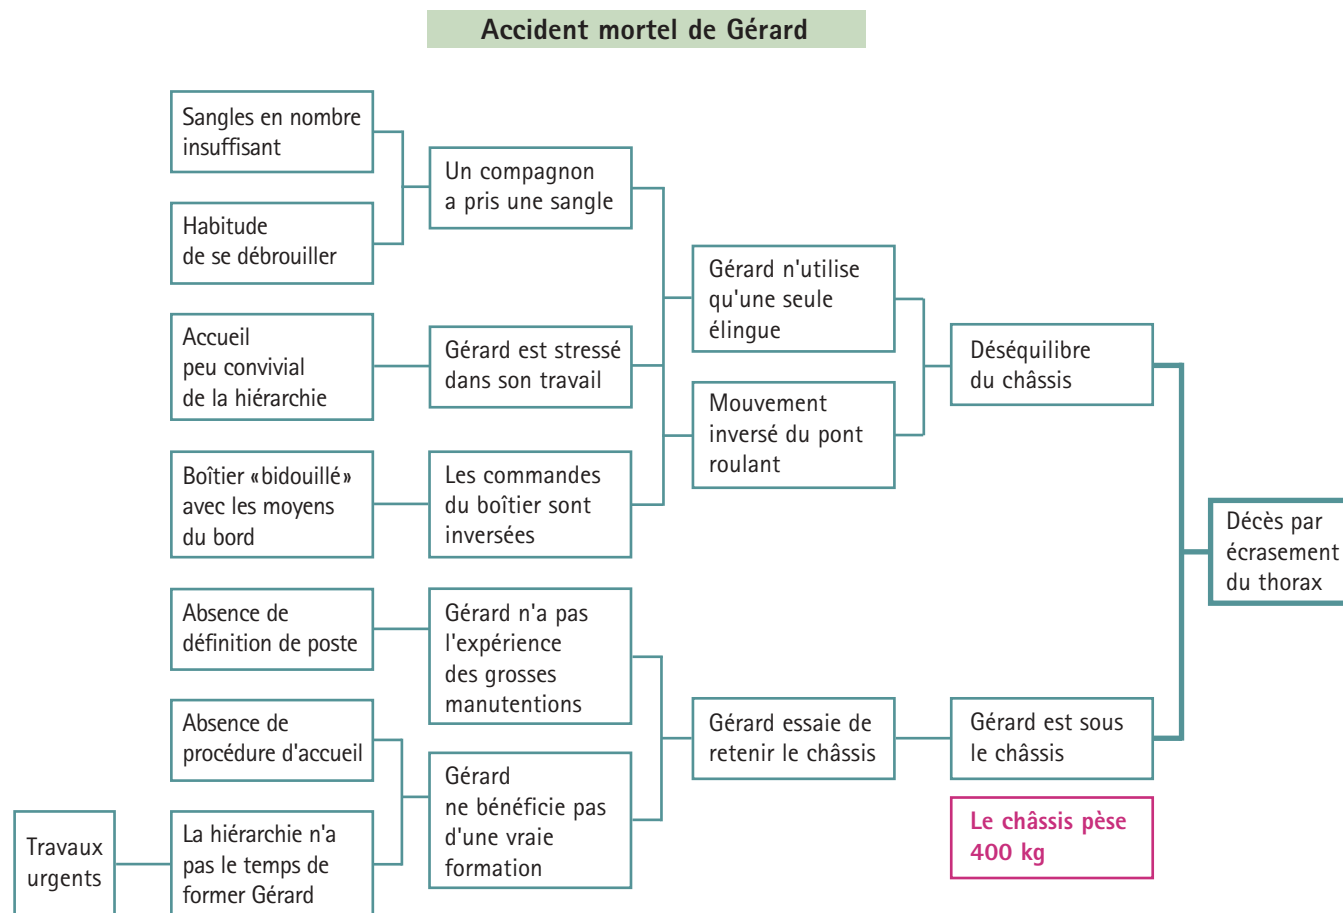 Accident mortel de Gérard
Sangles en nombre
insuffisant
Habitude
de se débrouiller
Accueil
peu convivial
de la hiérarchie
Boîtier «bidouillé»
avec les moyens
du bord
Absence de
définition de poste
Absence de
procédure d'accueil
Travaux
urgents
La hiérarchie n'a
pas le temps de
former Gérard
Un compagnon
a pris une sangle
Gérard est stressé
dans son travail
Les commandes
du boîtier sont
inversées
Gérard n'a pas
l'expérience
des grosses
manutentions
Gérard
ne bénéficie pas
d'une vraie
formation
Gérard n'utilise
qu'une seule
élingue
Mouvement
inversé du pont
roulant
Gérard essaie de
retenir le châssis
Déséquilibre
du châssis
Gérard est sous
le châssis
Le châssis pèse
400 kg
Décès par
écrasement
du thorax